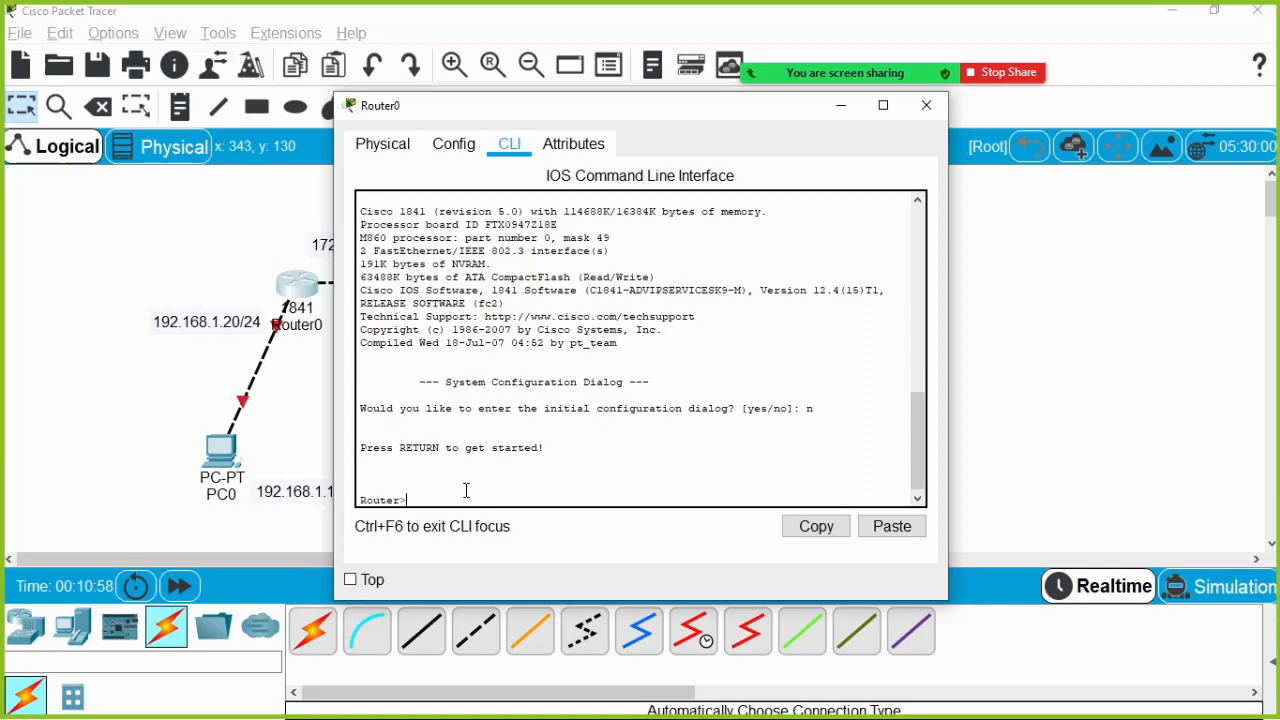 Cisco Packet Tracer
File Edit Options View Tools Extensions Help
You are screen sharing Stop Share
Router0
Logical Physical x: 343, y: 130 [Root] 05:30:00
Physical Config CLI Attributes
IOS Command Line Interface
Cisco 1841 (revision 5.0) with 114688K/16384K bytes of memory.
Processor board ID FTX0947Z18E
M860 processor: part number 0, mask 49
2 FastEthernet/IEEE 802.3 interface(s)
191K bytes of NVRAM.
63488K bytes of ATA CompactFlash (Read/Write)
Cisco IOS Software, 1841 Software (C1841-ADVIPSERVICESK9-M), Version 12.4(15)T1,
RELEASE SOFTWARE (fc2)
Technical Support: http://www.cisco.com/techsupport
Copyright (c) 1986-2007 by Cisco Systems, Inc.
Compiled Wed 18-Jul-07 04:52 by pt_team
--- System Configuration Dialog ---
Would you like to enter the initial configuration dialog? [yes/no]: n
Press RETURN to get started!
Router>
Ctrl+F6 to exit CLI focus Copy Paste
Top
172
1841
Router0
192.168.1.20/24
PC-PT
PC0
192.168.1.1
Time: 00:10:58 Realtime Simulation
Automatically Choose Connection Type